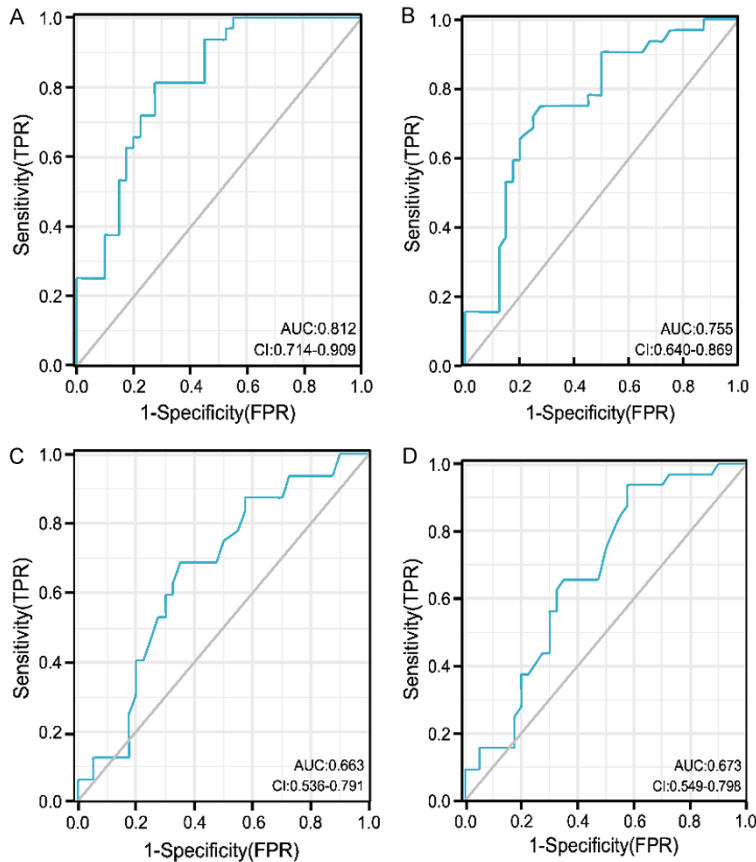 A
1.0
0.8
0.6
0.4
0.2
0.0
Sensitivity(TPR)
AUC:0.812
CI:0.714-0.909
0.0 0.2 0.4 0.6 0.8 1.0
1-Specificity(FPR)
B
1.0
0.8
0.6
0.4
0.2
0.0
Sensitivity(TPR)
AUC:0.755
CI:0.640-0.869
0.0 0.2 0.4 0.6 0.8 1.0
1-Specificity(FPR)
C
1.0
0.8
0.6
0.4
0.2
0.0
Sensitivity(TPR)
AUC:0.663
CI:0.536-0.791
0.0 0.2 0.4 0.6 0.8 1.0
1-Specificity(FPR)
D
1.0
0.8
0.6
0.4
0.2
0.0
Sensitivity(TPR)
AUC:0.673
CI:0.549-0.798
0.0 0.2 0.4 0.6 0.8 1.0
1-Specificity(FPR)